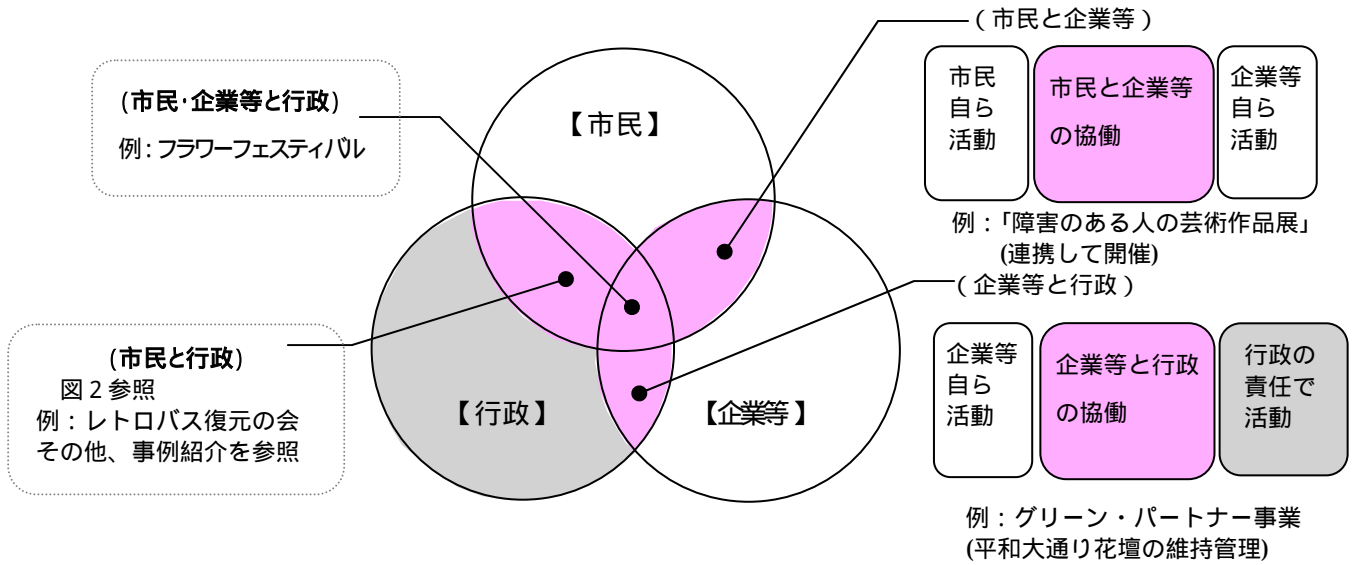 (市民と企業等)
市民
自ら
活動
市民と企業等
の協働
企業等
自ら
活動
例:「障害のある人の芸術作品展」
(連携して開催)
(市民・企業等と行政)
例:フラワーフェスティバル
【市民】
(企業等と行政)
企業等
自ら
活動
企業等と行政
の協働
行政の
責任で
活動
例:グリーン・パートナー事業
(平和大通り花壇の維持管理)
(市民と行政)
図2参照
例:レトロバス復元の会
その他、事例紹介を参照
【行政】
【企業等】